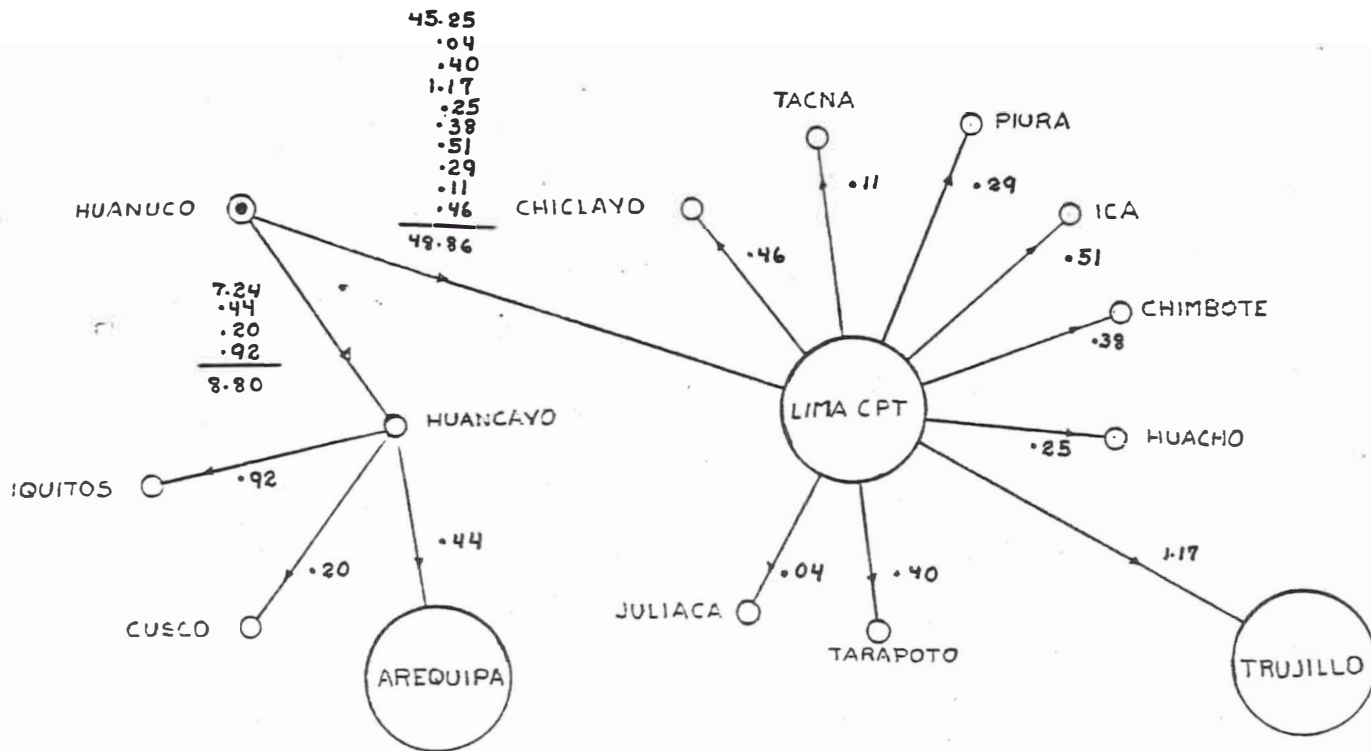 45.25
.04
.40
1.17
.25
.38
.51
.29
.11
.46
48.86
TACNA
PIURA
.11
.29
HUANUCO
CHICLAYO
ICA
.46
.51
7.24
.44
.20
.92
8.80
CHIMBOTE
.38
HUANCAYO
LIMA CPT
HUACHO
.25
IQUITOS
.92
.44
.20
.04
.40
1.17
CUSCO
JULIACA
TARAPOTO
AREQUIPA
TRUJILLO